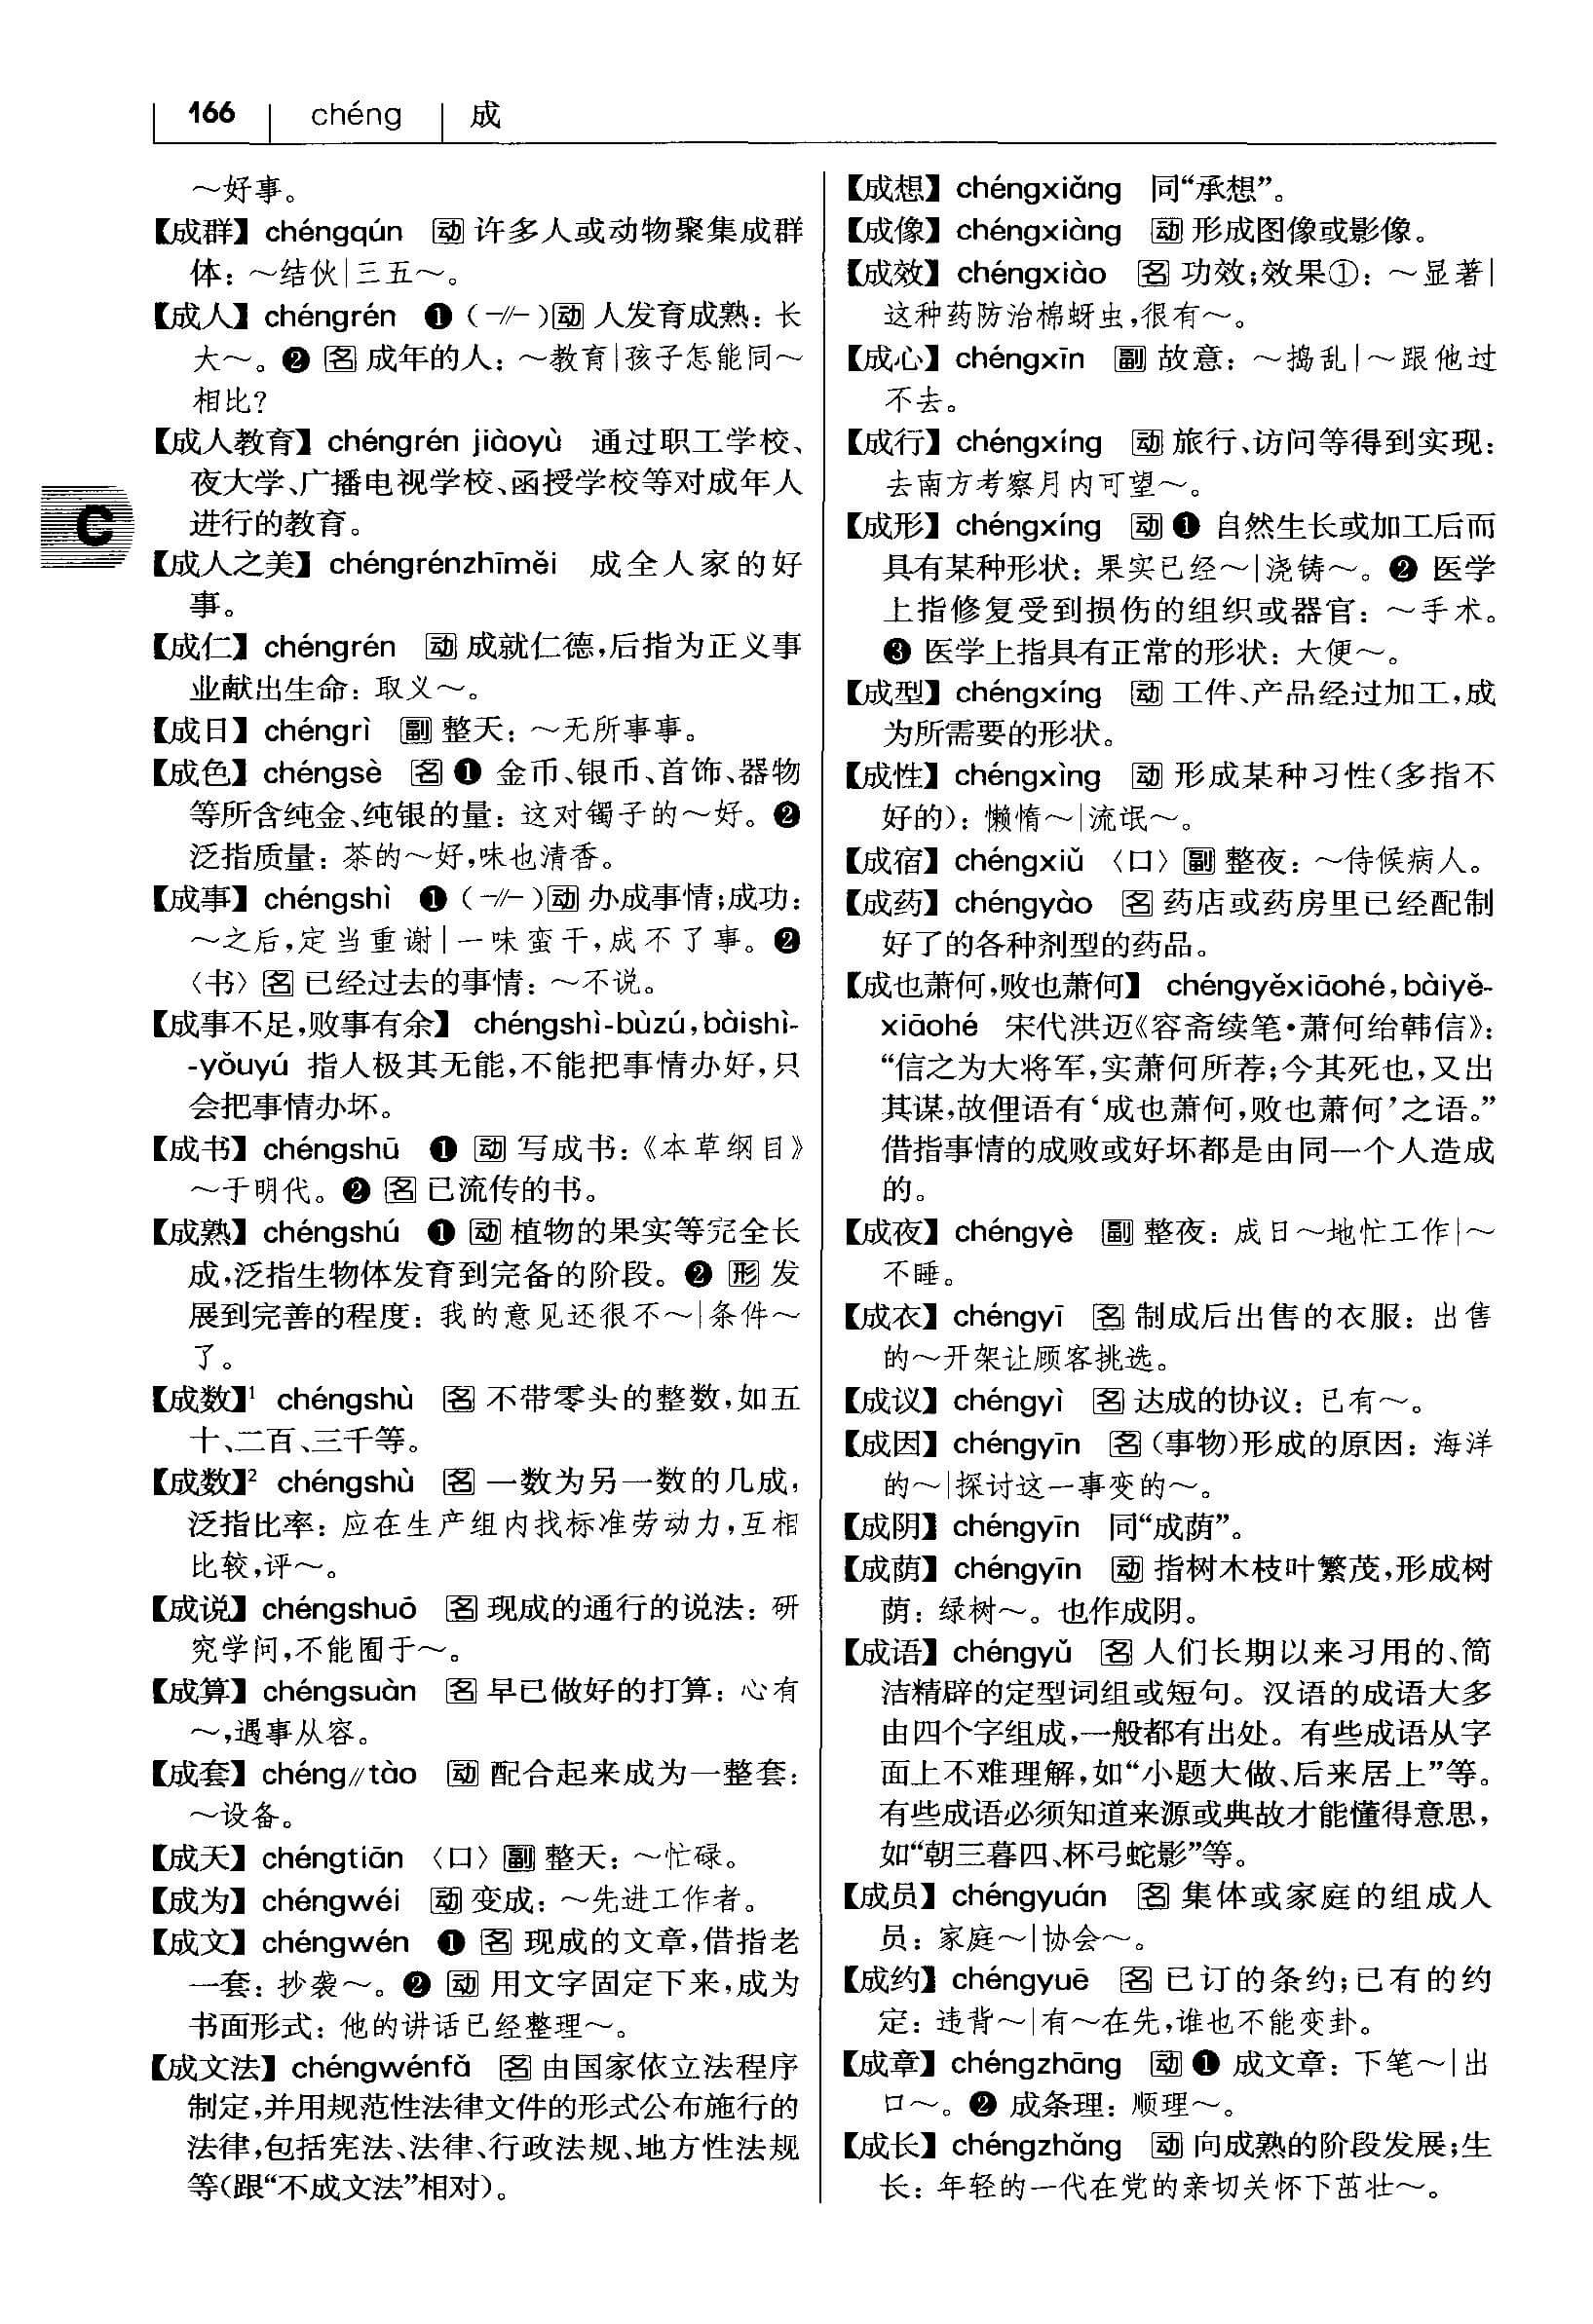 166 chéng 成
～好事。
【成群】 chéngqún 动 许多人或动物聚集成群
体：～结伙|三五～。
【成人】 chéngrén ❶（-//-）动 人发育成熟：长
大～。❷ 名 成年的人：～教育|孩子怎能同～
相比？
【成人教育】 chéngrén jiàoyù 通过职工学校、
夜大学、广播电视学校、函授学校等对成年人
进行的教育。
C
【成人之美】 chéngrénzhīměi 成全人家的好
事。
【成仁】 chéngrén 动 成就仁德，后指为正义事
业献出生命：取义～。
【成日】 chéngrì 副 整天：～无所事事。
【成色】 chéngsè 名 ❶ 金币、银币、首饰、器物
等所含纯金、纯银的量：这对镯子的～好。❷
泛指质量：茶的～好，味也清香。
【成事】 chéngshì ❶（-//-）动 办成事情；成功：
～之后，定当重谢|一味蛮干，成不了事。❷
〈书〉名 已经过去的事情：～不说。
【成事不足，败事有余】 chéngshì-bùzú，bàishì-
-yǒuyú 指人极其无能，不能把事情办好，只
会把事情办坏。
【成书】 chéngshū ❶ 动 写成书：《本草纲目》
～于明代。❷ 名 已流传的书。
【成熟】 chéngshú ❶ 动 植物的果实等完全长
成，泛指生物体发育到完备的阶段。❷ 形 发
展到完善的程度：我的意见还很不～|条件～
了。
【成数】¹ chéngshù 名 不带零头的整数，如五
十、二百、三千等。
【成数】² chéngshù 名 一数为另一数的几成，
泛指比率：应在生产组内找标准劳动力，互相
比较，评～。
【成说】 chéngshuō 名 现成的通行的说法：研
究学问，不能囿于～。
【成算】 chéngsuàn 名 早已做好的打算：心有
～，遇事从容。
【成套】 chéng//tào 动 配合起来成为一整套：
～设备。
【成天】 chéngtiān 〈口〉副 整天：～忙碌。
【成为】 chéngwéi 动 变成：～先进工作者。
【成文】 chéngwén ❶ 名 现成的文章，借指老
一套：抄袭～。❷ 动 用文字固定下来，成为
书面形式：他的讲话已经整理～。
【成文法】 chéngwénfǎ 名 由国家依立法程序
制定，并用规范性法律文件的形式公布施行的
法律，包括宪法、法律、行政法规、地方性法规
等（跟“不成文法”相对）。
【成想】 chéngxiǎng 同“承想”。
【成像】 chéngxiàng 动 形成图像或影像。
【成效】 chéngxiào 名 功效；效果①：～显著|
这种药防治棉蚜虫，很有～。
【成心】 chéngxīn 副 故意：～捣乱|～跟他过
不去。
【成行】 chéngxíng 动 旅行、访问等得到实现：
去南方考察月内可望～。
【成形】 chéngxíng 动 ❶ 自然生长或加工后而
具有某种形状：果实已经～|浇铸～。❷ 医学
上指修复受到损伤的组织或器官：～手术。
❸ 医学上指具有正常的形状：大便～。
【成型】 chéngxíng 动 工件、产品经过加工，成
为所需要的形状。
【成性】 chéngxìng 动 形成某种习性（多指不
好的）：懒惰～|流氓～。
【成宿】 chéngxiǔ 〈口〉副 整夜：～侍候病人。
【成药】 chéngyào 名 药店或药房里已经配制
好了的各种剂型的药品。
【成也萧何，败也萧何】 chéngyěxiāohé，bàiyě-
xiāohé 宋代洪迈《容斋续笔·萧何绐韩信》：
“信之为大将军，实萧何所荐；今其死也，又出
其谋，故俚语有‘成也萧何，败也萧何’之语。”
借指事情的成败或好坏都是由同一个人造成
的。
【成夜】 chéngyè 副 整夜：成日～地忙工作|～
不睡。
【成衣】 chéngyī 名 制成后出售的衣服：出售
的～开架让顾客挑选。
【成议】 chéngyì 名 达成的协议：已有～。
【成因】 chéngyīn 名（事物）形成的原因：海洋
的～|探讨这一事变的～。
【成阴】 chéngyīn 同“成荫”。
【成荫】 chéngyīn 动 指树木枝叶繁茂，形成树
荫：绿树～。也作成阴。
【成语】 chéngyǔ 名 人们长期以来习用的、简
洁精辟的定型词组或短句。汉语的成语大多
由四个字组成，一般都有出处。有些成语从字
面上不难理解，如“小题大做、后来居上”等。
有些成语必须知道来源或典故才能懂得意思，
如“朝三暮四、杯弓蛇影”等。
【成员】 chéngyuán 名 集体或家庭的组成人
员：家庭～|协会～。
【成约】 chéngyuē 名 已订的条约；已有的约
定：违背～|有～在先，谁也不能变卦。
【成章】 chéngzhāng 动 ❶ 成文章：下笔～|出
口～。❷ 成条理：顺理～。
【成长】 chéngzhǎng 动 向成熟的阶段发展；生
长：年轻的一代在党的亲切关怀下茁壮～。